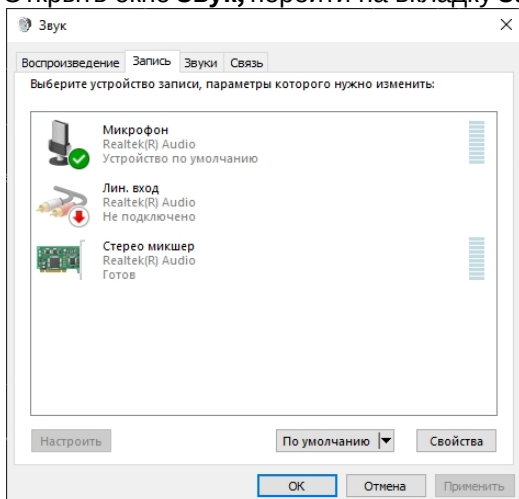 Звук
Воспроизведение Запись Звуки Связь
Выберите устройство записи, параметры которого нужно изменить:
Микрофон
Realtek(R) Audio
Устройство по умолчанию
Лин. вход
Realtek(R) Audio
Не подключено
Стерео микшер
Realtek(R) Audio
Готов
Настроить По умолчанию Свойства
ОК Отмена Применить